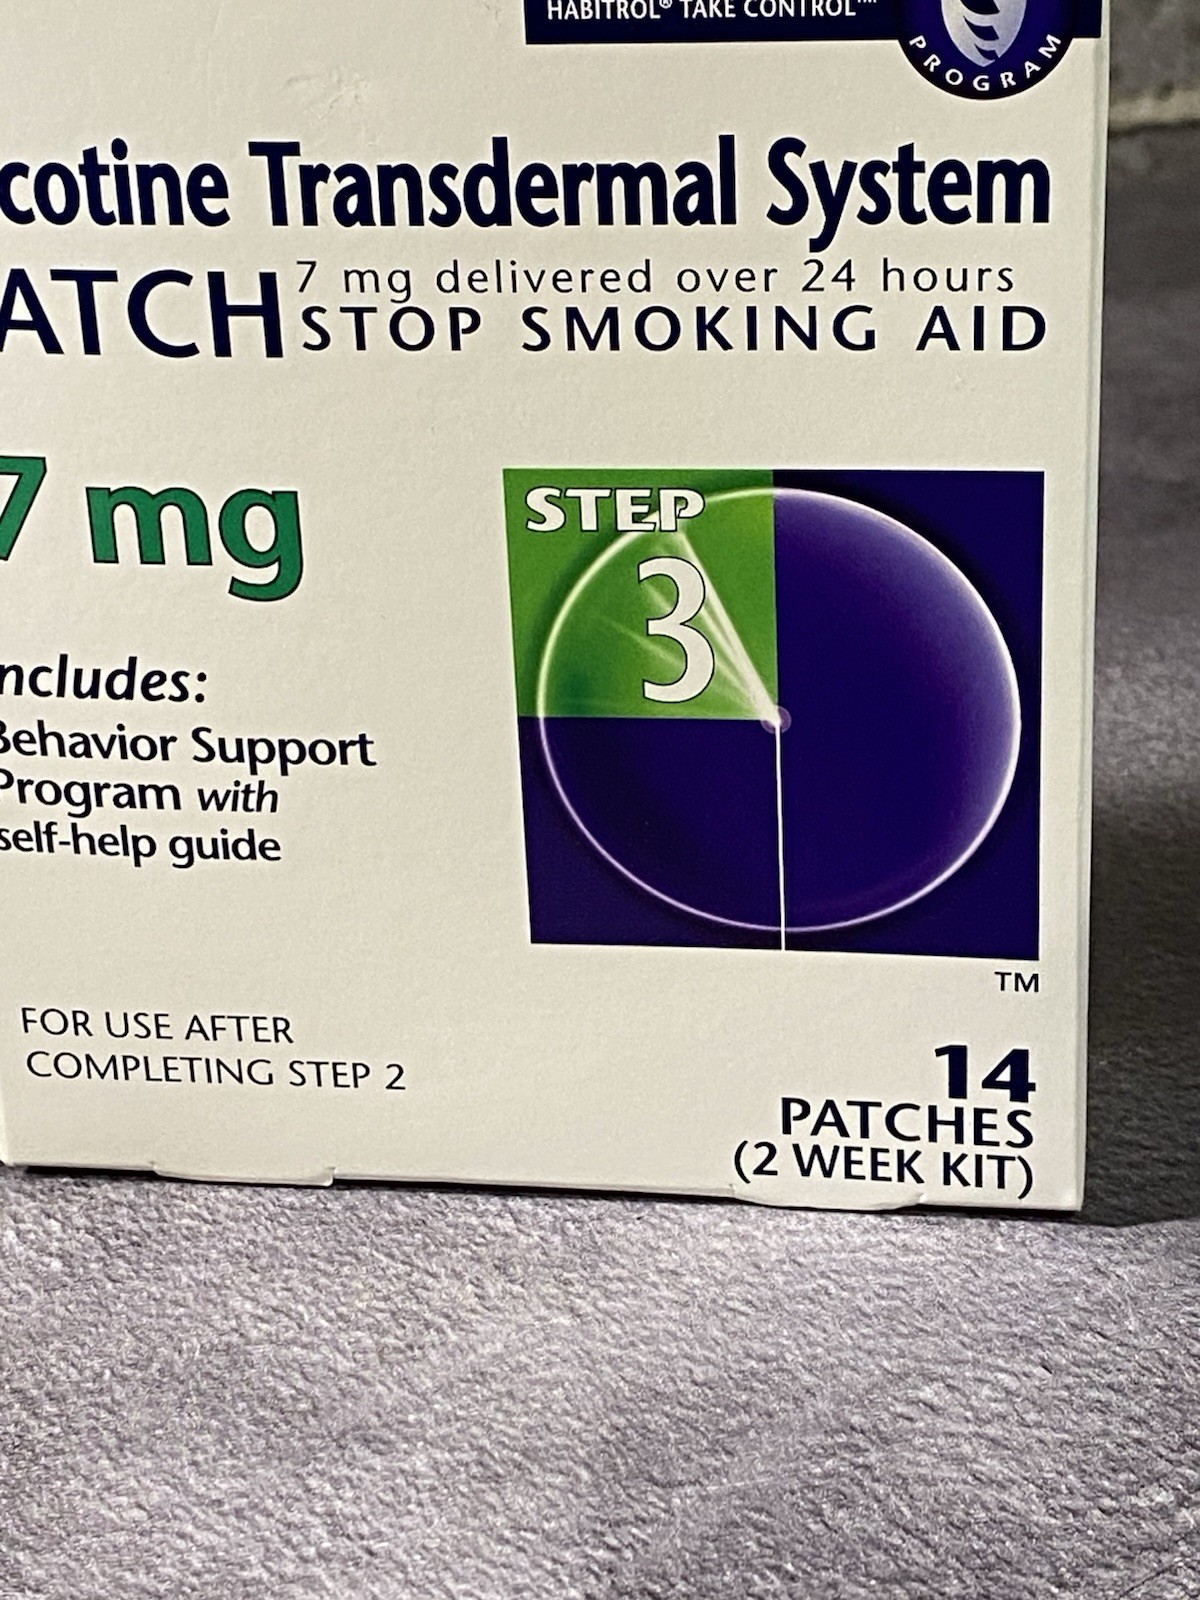 HABITROL® TAKE CONTROL™
PROGRAM
cotine Transdermal System
ATCH 7 mg delivered over 24 hours
STOP SMOKING AID
7 mg
STEP
3
ncludes:
Behavior Support
Program with
self-help guide
TM
FOR USE AFTER
COMPLETING STEP 2
14
PATCHES
(2 WEEK KIT)